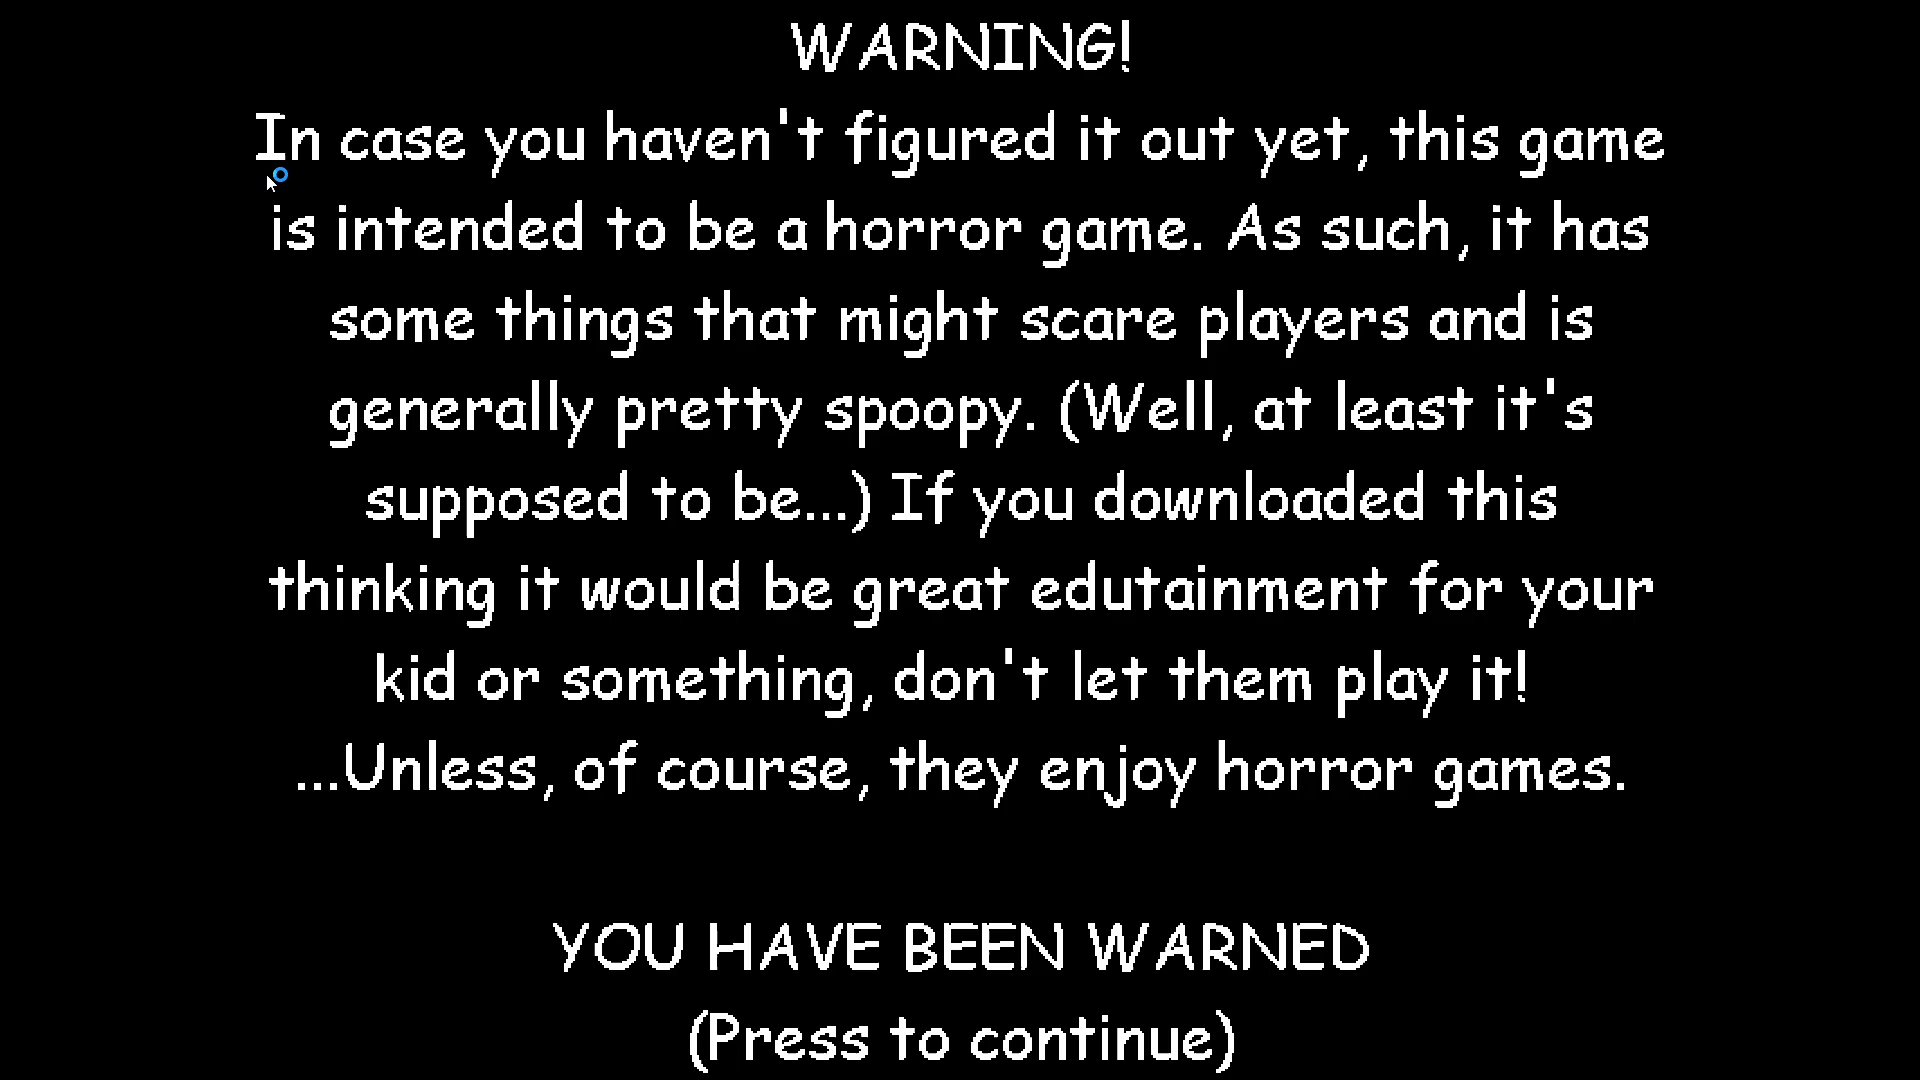 WARNING!
In case you haven't figured it out yet, this game
is intended to be a horror game. As such, it has
some things that might scare players and is
generally pretty spoopy. (Well, at least it's
supposed to be...) If you downloaded this
thinking it would be great edutainment for your
kid or something, don't let them play it!
...Unless, of course, they enjoy horror games.
YOU HAVE BEEN WARNED
(Press to continue)